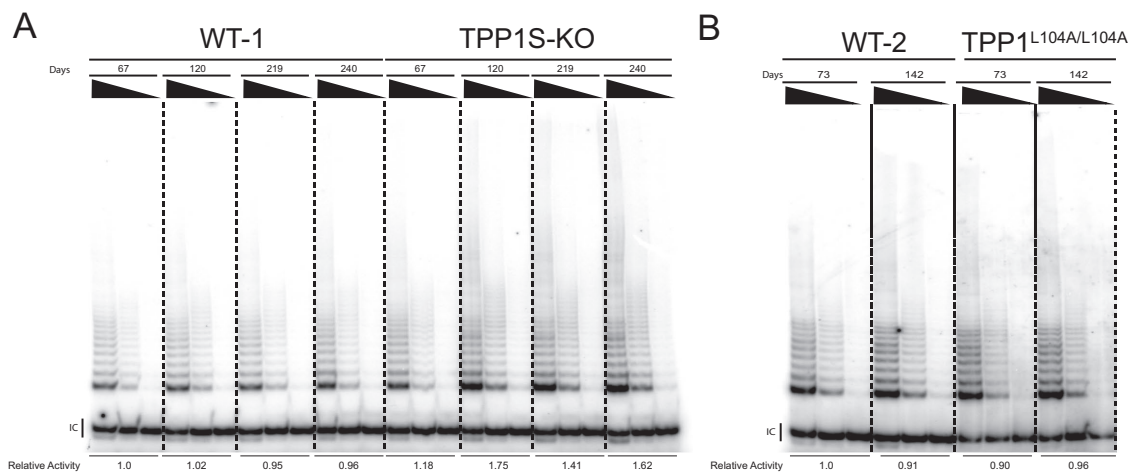 A
WT-1 TPP1S-KO
Days 67 120 219 240 67 120 219 240
IC
Relative Activity 1.0 1.02 0.95 0.96 1.18 1.75 1.41 1.62
B
WT-2 TPP1L104A/L104A
Days 73 142 73 142
IC
Relative Activity 1.0 0.91 0.90 0.96